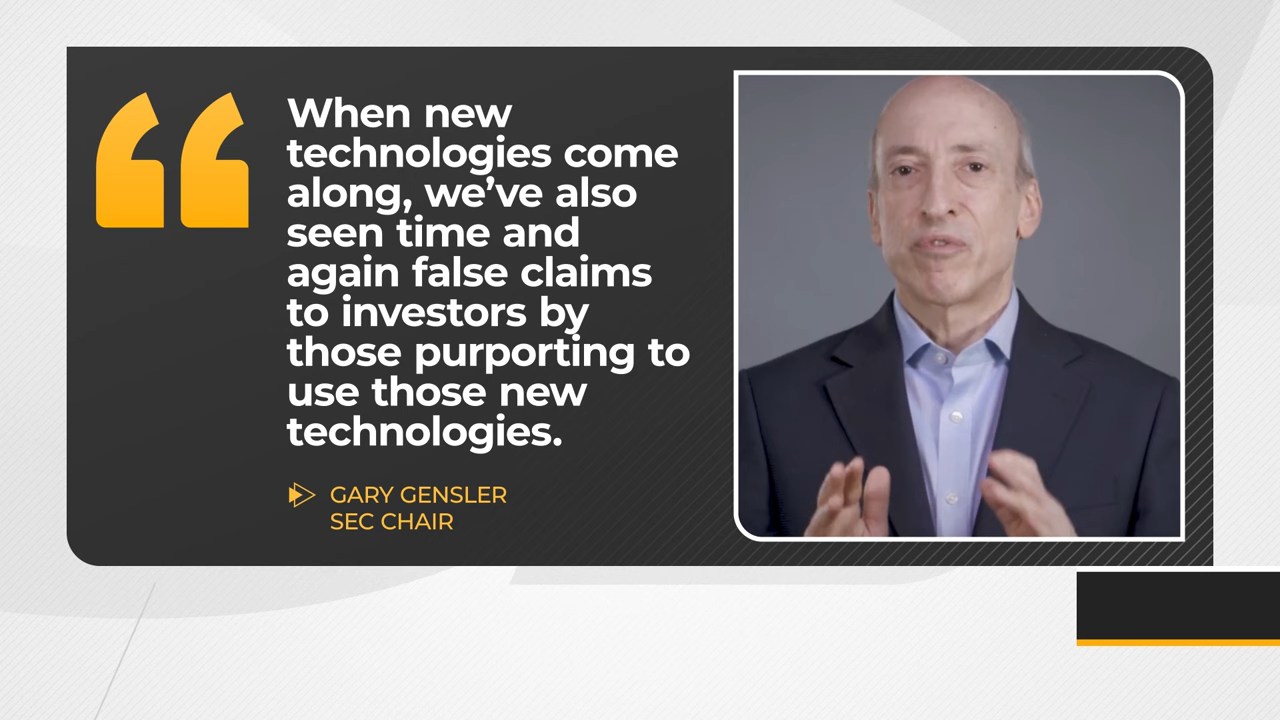 When new
technologies come
along, we’ve also
seen time and
again false claims
to investors by
those purporting to
use those new
technologies.
GARY GENSLER
SEC CHAIR